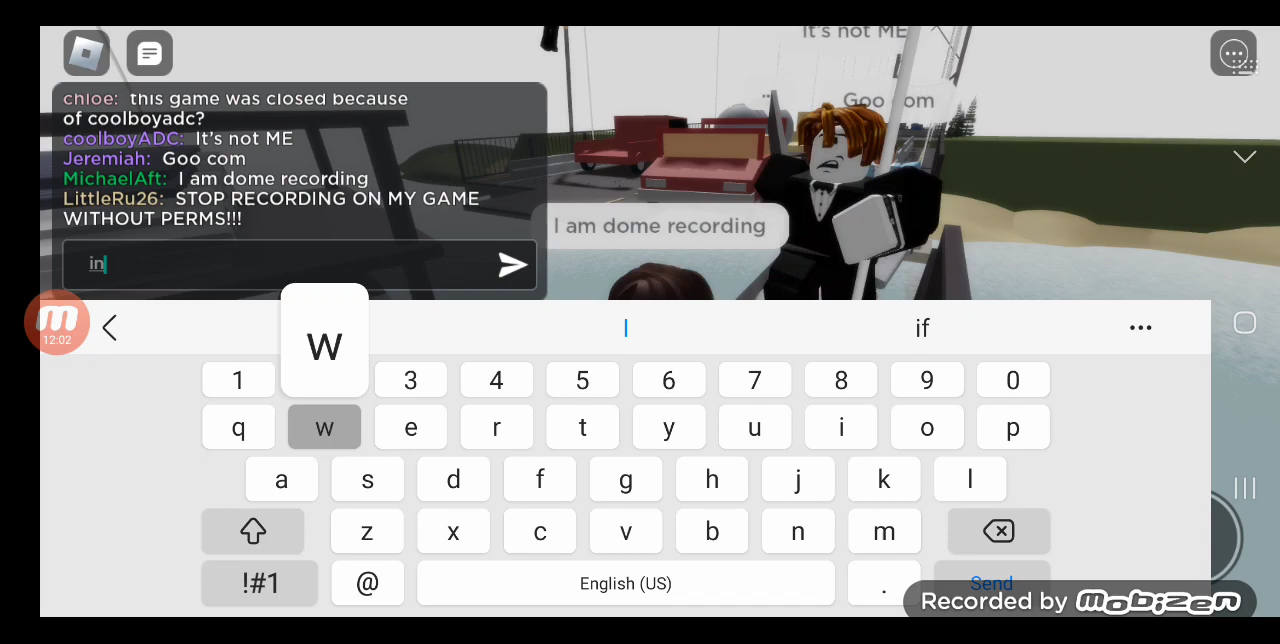 It's not ME
Goo com
chloe: this game was closed because
of coolboyadc?
coolboyADC: It's not ME
Jeremiah: Goo com
MichaelAft: I am dome recording
LittleRu26: STOP RECORDING ON MY GAME
WITHOUT PERMS!!!
I am dome recording
in
12:02
w
I
if
1 3 4 5 6 7 8 9 0
q w e r t y u i o p
a s d f g h j k l
z x c v b n m
!#1 @ English (US) . Send
Recorded by mobizen